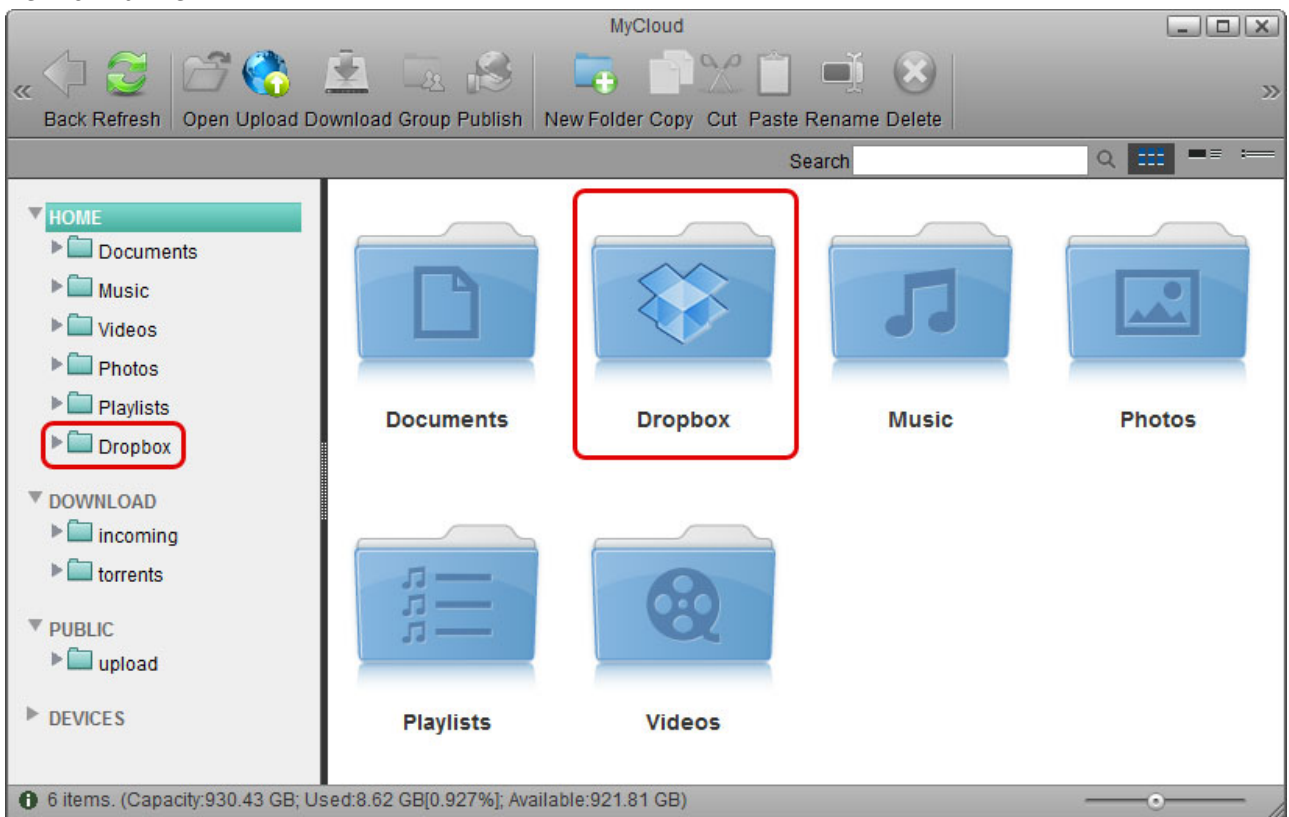 MyCloud
Back Refresh Open Upload Download Group Publish New Folder Copy Cut Paste Rename Delete
Search
HOME
Documents
Music
Videos
Photos
Playlists
Dropbox
DOWNLOAD
incoming
torrents
PUBLIC
upload
DEVICES
Documents Dropbox Music Photos
Playlists Videos
6 items. (Capacity:930.43 GB; Used:8.62 GB[0.927%]; Available:921.81 GB)